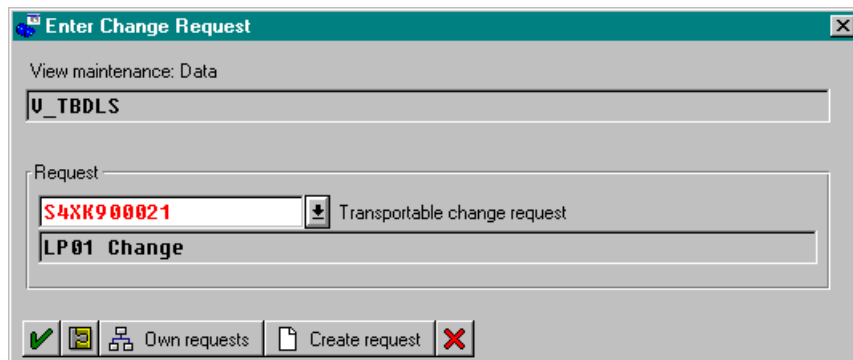 Enter Change Request
View maintenance: Data
V_TBDLS
Request
S4XK900021 Transportable change request
LP01 Change
Own requests Create request